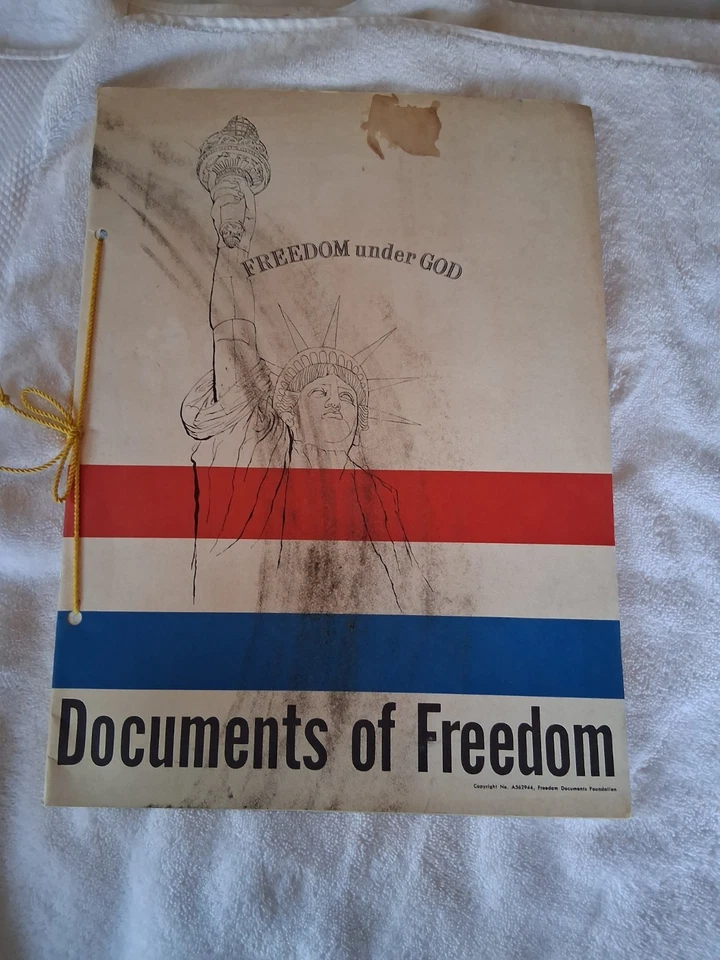 FREEDOM under GOD
Documents of Freedom
Copyright No. A362944, Freedom Documents Foundation